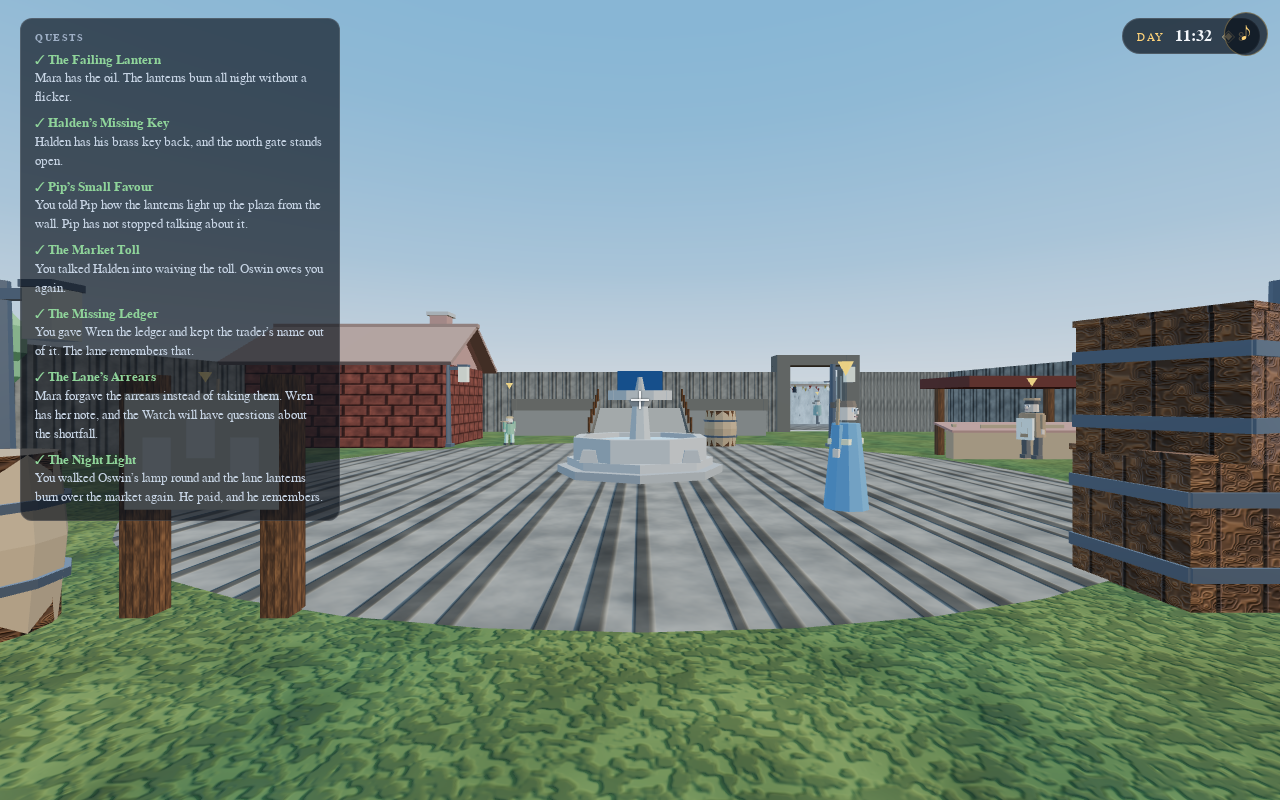 QUESTS
✓ The Failing Lantern
Mara has the oil. The lanterns burn all night without a
flicker.
✓ Halden’s Missing Key
Halden has his brass key back, and the north gate stands
open.
✓ Pip’s Small Favour
You told Pip how the lanterns light up the plaza from the
wall. Pip has not stopped talking about it.
✓ The Market Toll
You talked Halden into waiving the toll. Oswin owes you
again.
✓ The Missing Ledger
You gave Wren the ledger and kept the trader’s name out
of it. The lane remembers that.
✓ The Lane’s Arrears
Mara forgave the arrears instead of taking them. Wren
has her note, and the Watch will have questions about
the shortfall.
✓ The Night Light
You walked Oswin’s lamp round and the lane lanterns
burn over the market again. He paid, and he remembers.
DAY 11:32